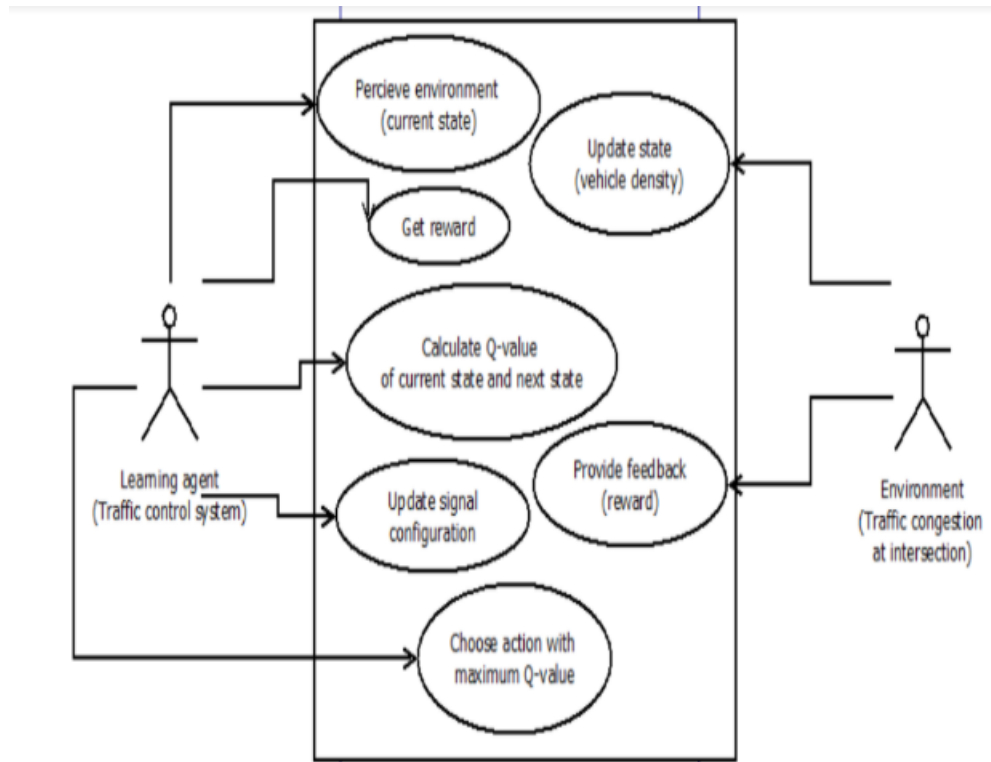 Percieve environment
(current state)
Update state
(vehicle density)
Get reward
Calculate Q-value
of current state and next state
Learning agent
(Traffic control system)
Provide feedback
(reward)
Update signal
configuration
Environment
(Traffic congestion
at intersection)
Choose action with
maximum Q-value